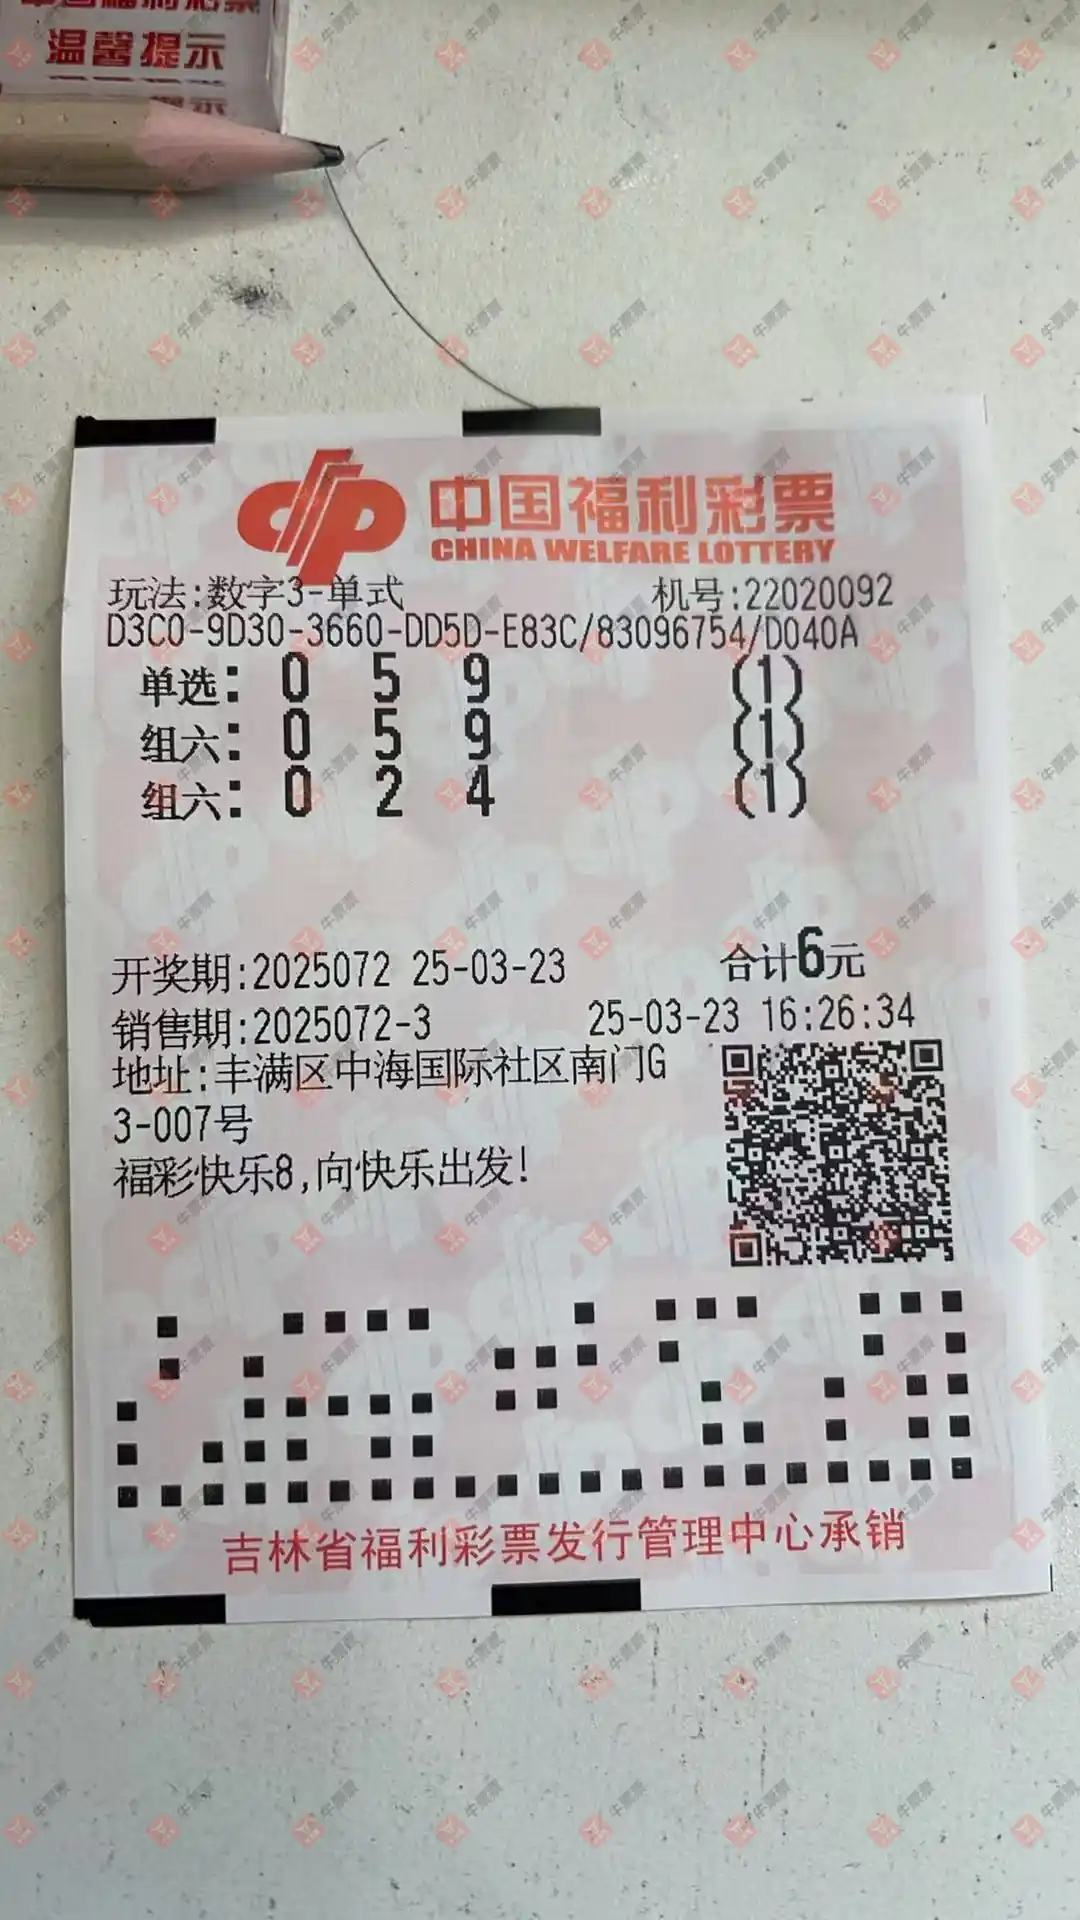 温馨提示
中国福利彩票
CHINA WELFARE LOTTERY
玩法:数字3-单式 机号:22020092
D3C0-9D30-3660-DD5D-E83C/83096754/D040A
单选: 0 5 9 (1)
组六: 0 5 9 (1)
组六: 0 2 4 (1)
开奖期:2025072 25-03-23 合计6元
销售期:2025072-3 25-03-23 16:26:34
地址:丰满区中海国际社区南门G
3-007号
福彩快乐8,向快乐出发!
吉林省福利彩票发行管理中心承销
牛票票